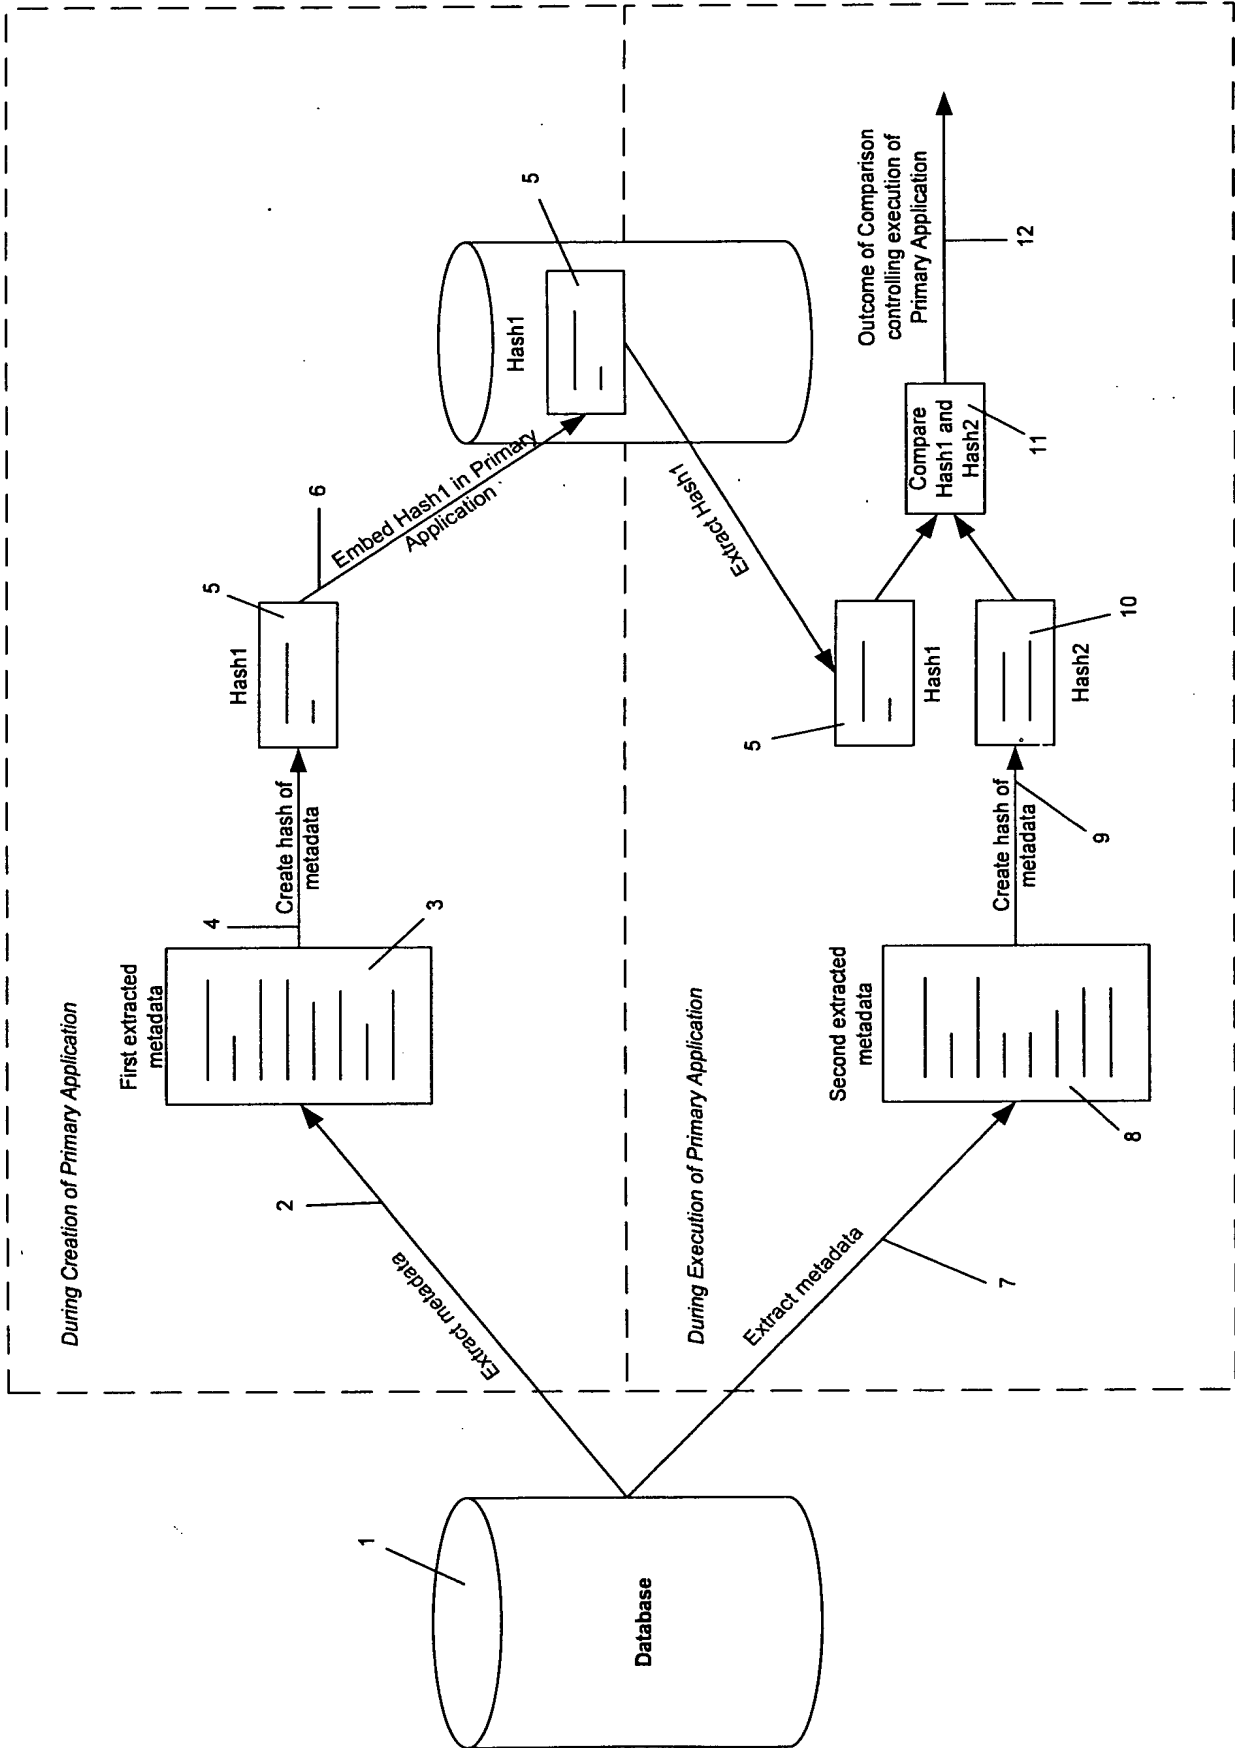 During Creation of Primary Application
First extracted
metadata
3
4
Create hash of
metadata
Hash1
5
6
Embed Hash1 in Primary
Application
Hash1
5
2
Extract metadata
1
Database
During Execution of Primary Application
Extract metadata
7
Second extracted
metadata
8
Create hash of
metadata
9
Extract Hash1
5
Hash1
10
Hash2
Compare
Hash1 and
Hash2
11
Outcome of Comparison
controlling execution of
Primary Application
12